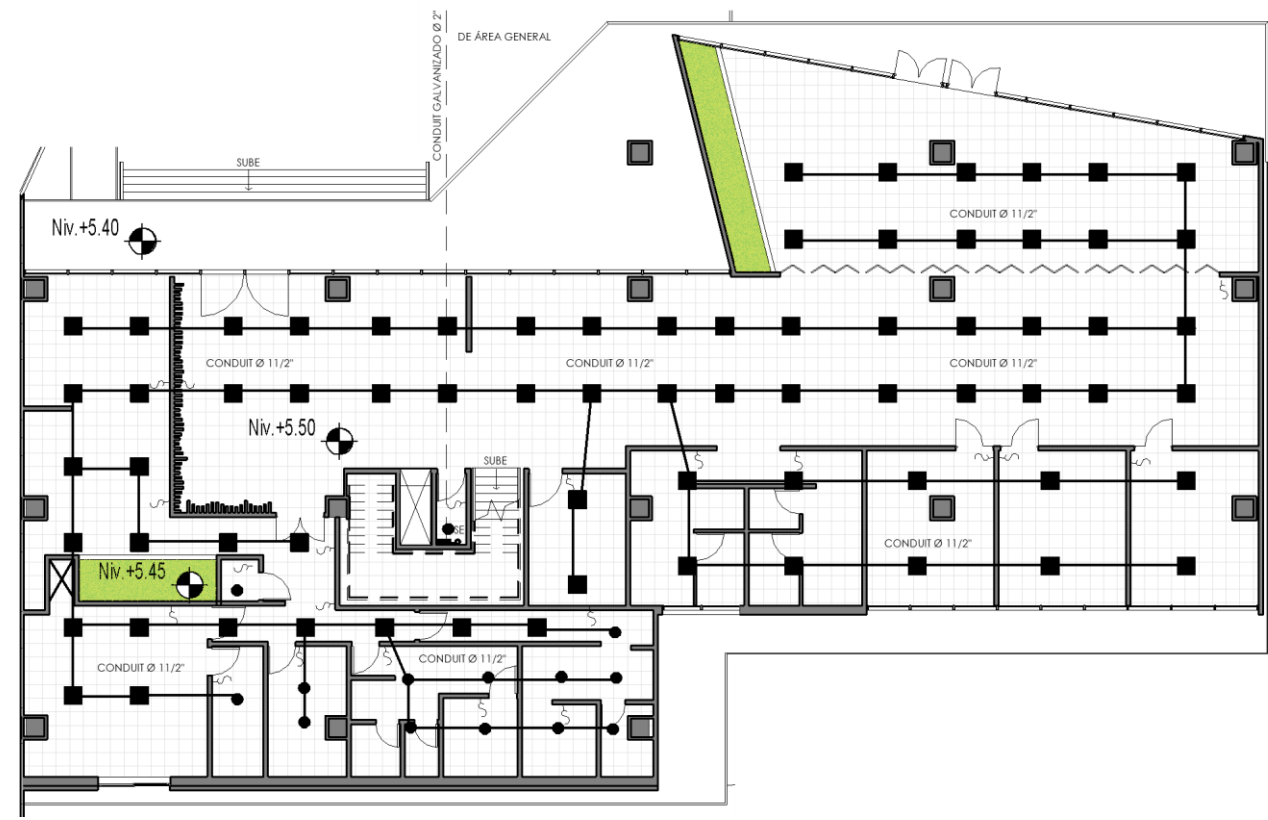 CONDUIT GALVANIZADO Ø 2"
DE ÁREA GENERAL
SUBE
Niv.+5.40
CONDUIT Ø 11/2"
CONDUIT Ø 11/2"
CONDUIT Ø 11/2"
CONDUIT Ø 11/2"
Niv.+5.50
SUBE
SE
CONDUIT Ø 11/2"
Niv.+5.45
CONDUIT Ø 11/2"
CONDUIT Ø 11/2"